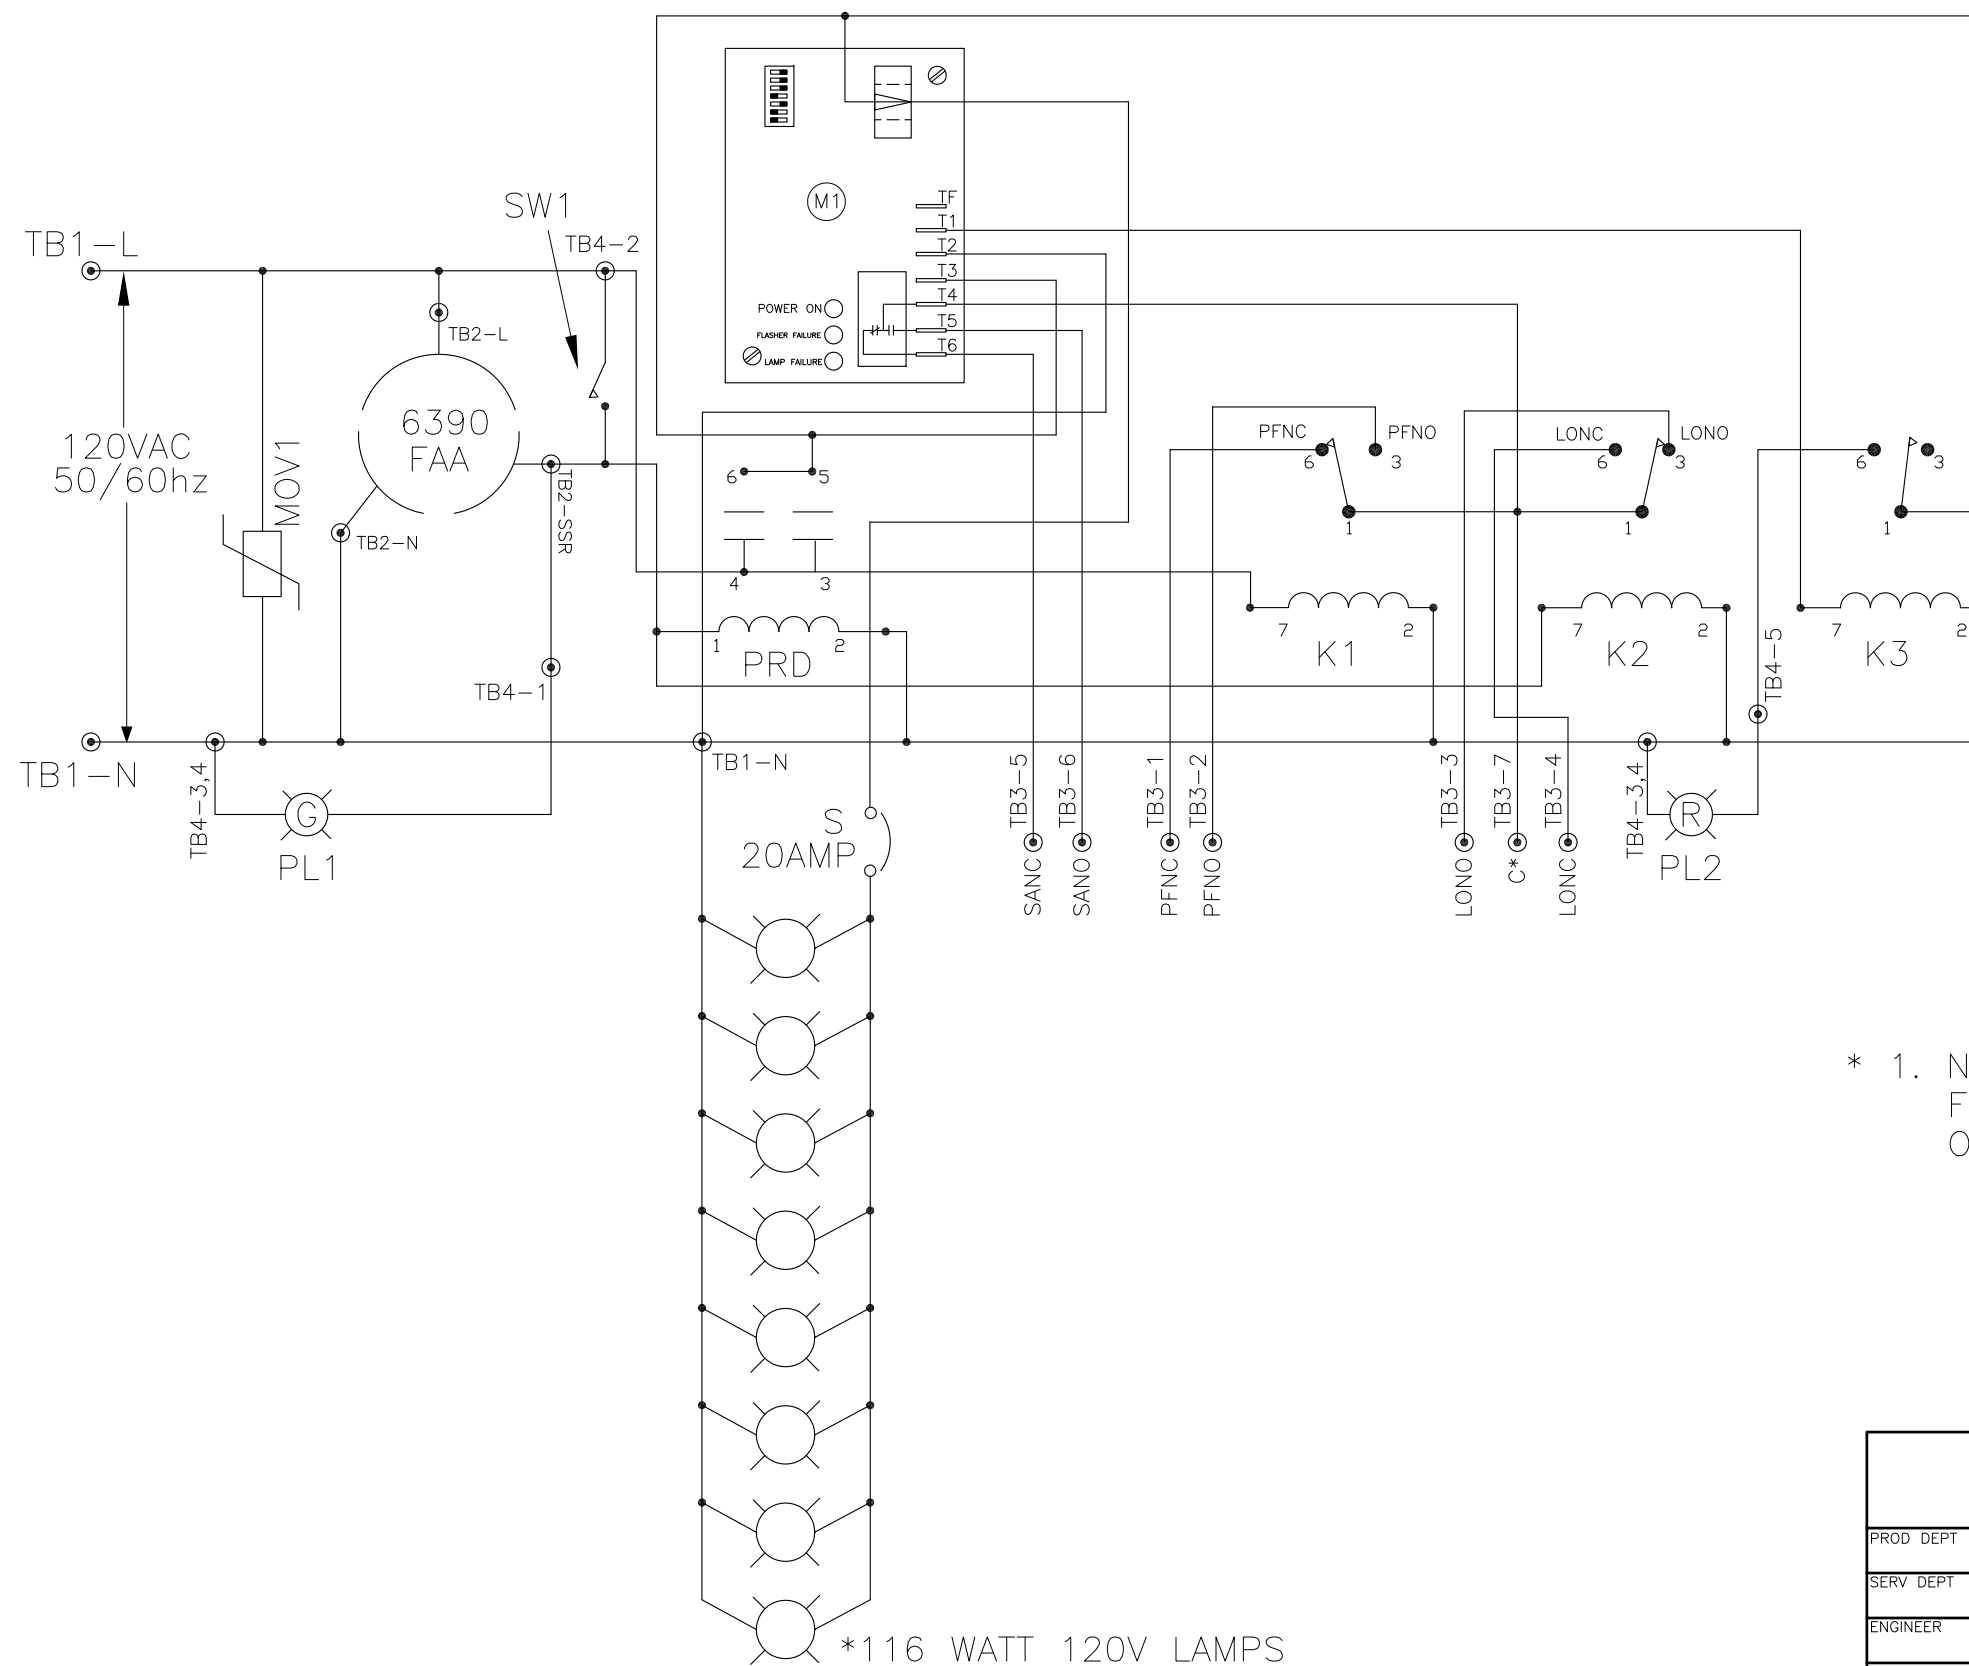 SW1
TB1-L
TB4-2
TB2-L
6390
FAA
120VAC
50/60hz
MOV1
TB2-N
TB2-SSR
TB4-1
TB1-N
TB4-3,4
G
PL1
M1
TF
T1
T2
T3
T4
T5
T6
POWER ON
FLASHER FAILURE
LAMP FAILURE
6
5
4
3
1
2
PRD
TB1-N
S
20AMP
TB3-5
SANC
TB3-6
SANO
TB3-1
PFNC
TB3-2
PFNO
TB3-3
LONO
TB3-7
C*
TB3-4
LONC
PFNC
PFNO
6
3
1
7
2
K1
LONC
LONO
6
3
1
7
2
K2
6
3
1
7
2
K3
TB4-5
TB4-3,4
R
PL2
* 1. N
F
O
*116 WATT 120V LAMPS
PROD DEPT
SERV DEPT
ENGINEER